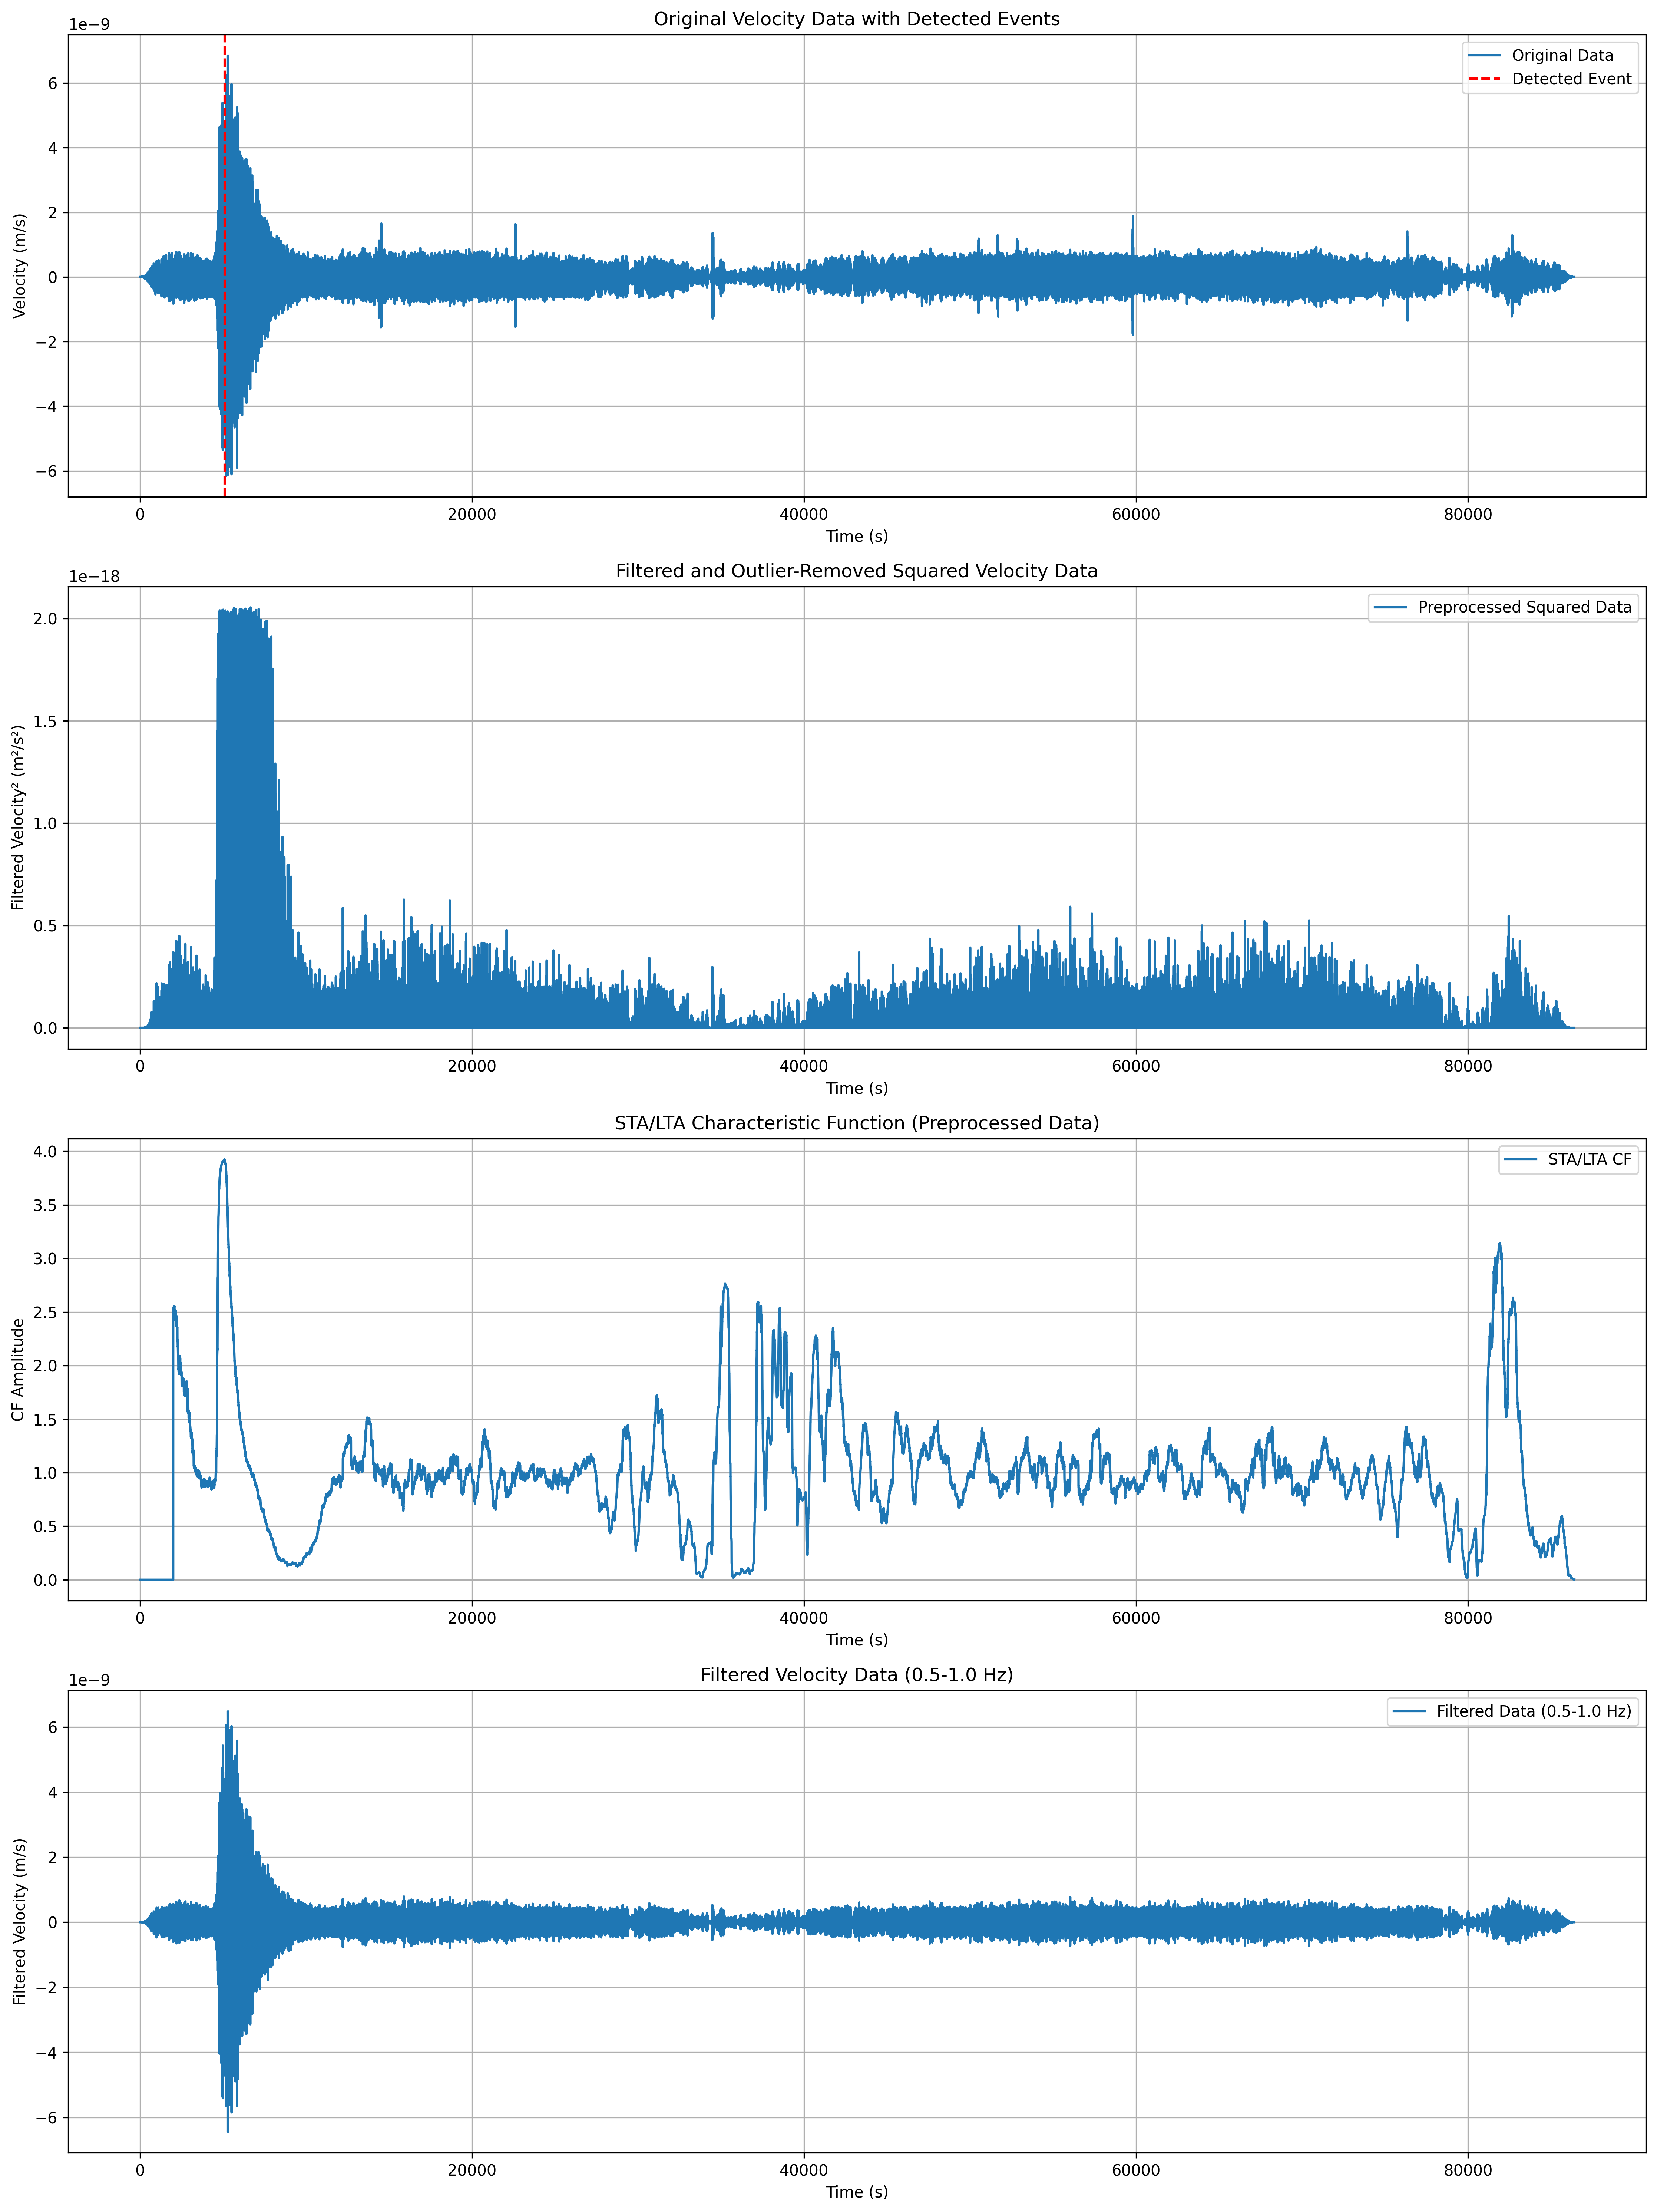 Original Velocity Data with Detected Events
1e−9
Original Data
Detected Event
6
4
2
0
−2
−4
−6
Velocity (m/s)
0 20000 40000 60000 80000
Time (s)
Filtered and Outlier-Removed Squared Velocity Data
1e−18
Preprocessed Squared Data
2.0
1.5
1.0
0.5
0.0
Filtered Velocity² (m²/s²)
0 20000 40000 60000 80000
Time (s)
STA/LTA Characteristic Function (Preprocessed Data)
STA/LTA CF
4.0
3.5
3.0
2.5
2.0
1.5
1.0
0.5
0.0
CF Amplitude
0 20000 40000 60000 80000
Time (s)
Filtered Velocity Data (0.5-1.0 Hz)
1e−9
Filtered Data (0.5-1.0 Hz)
6
4
2
0
−2
−4
−6
Filtered Velocity (m/s)
0 20000 40000 60000 80000
Time (s)